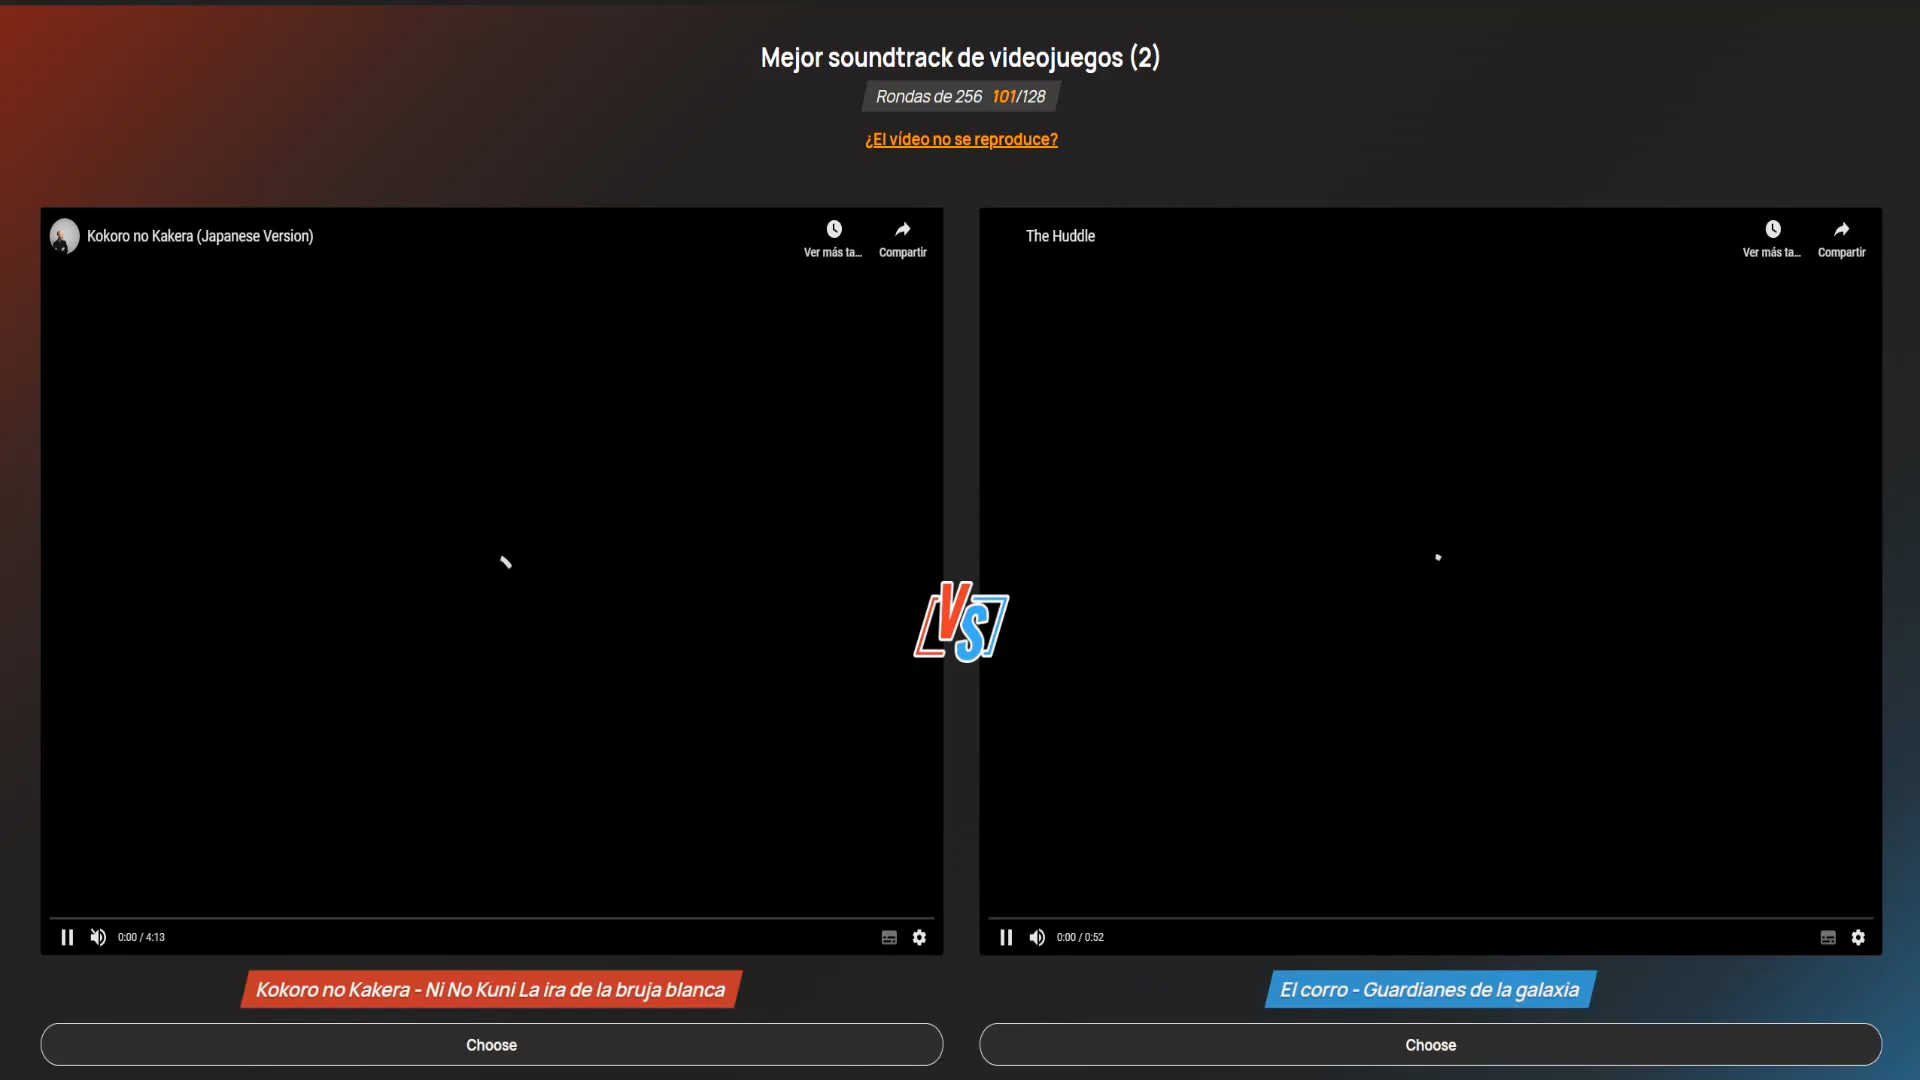 Mejor soundtrack de videojuegos (2)
Rondas de 256 101/128
¿El vídeo no se reproduce?
Kokoro no Kakera (Japanese Version)
Ver más ta...
Compartir
The Huddle
Ver más ta...
Compartir
VS
0:00 / 4:13
0:00 / 0:52
Kokoro no Kakera - Ni No Kuni La ira de la bruja blanca
El corro - Guardianes de la galaxia
Choose
Choose